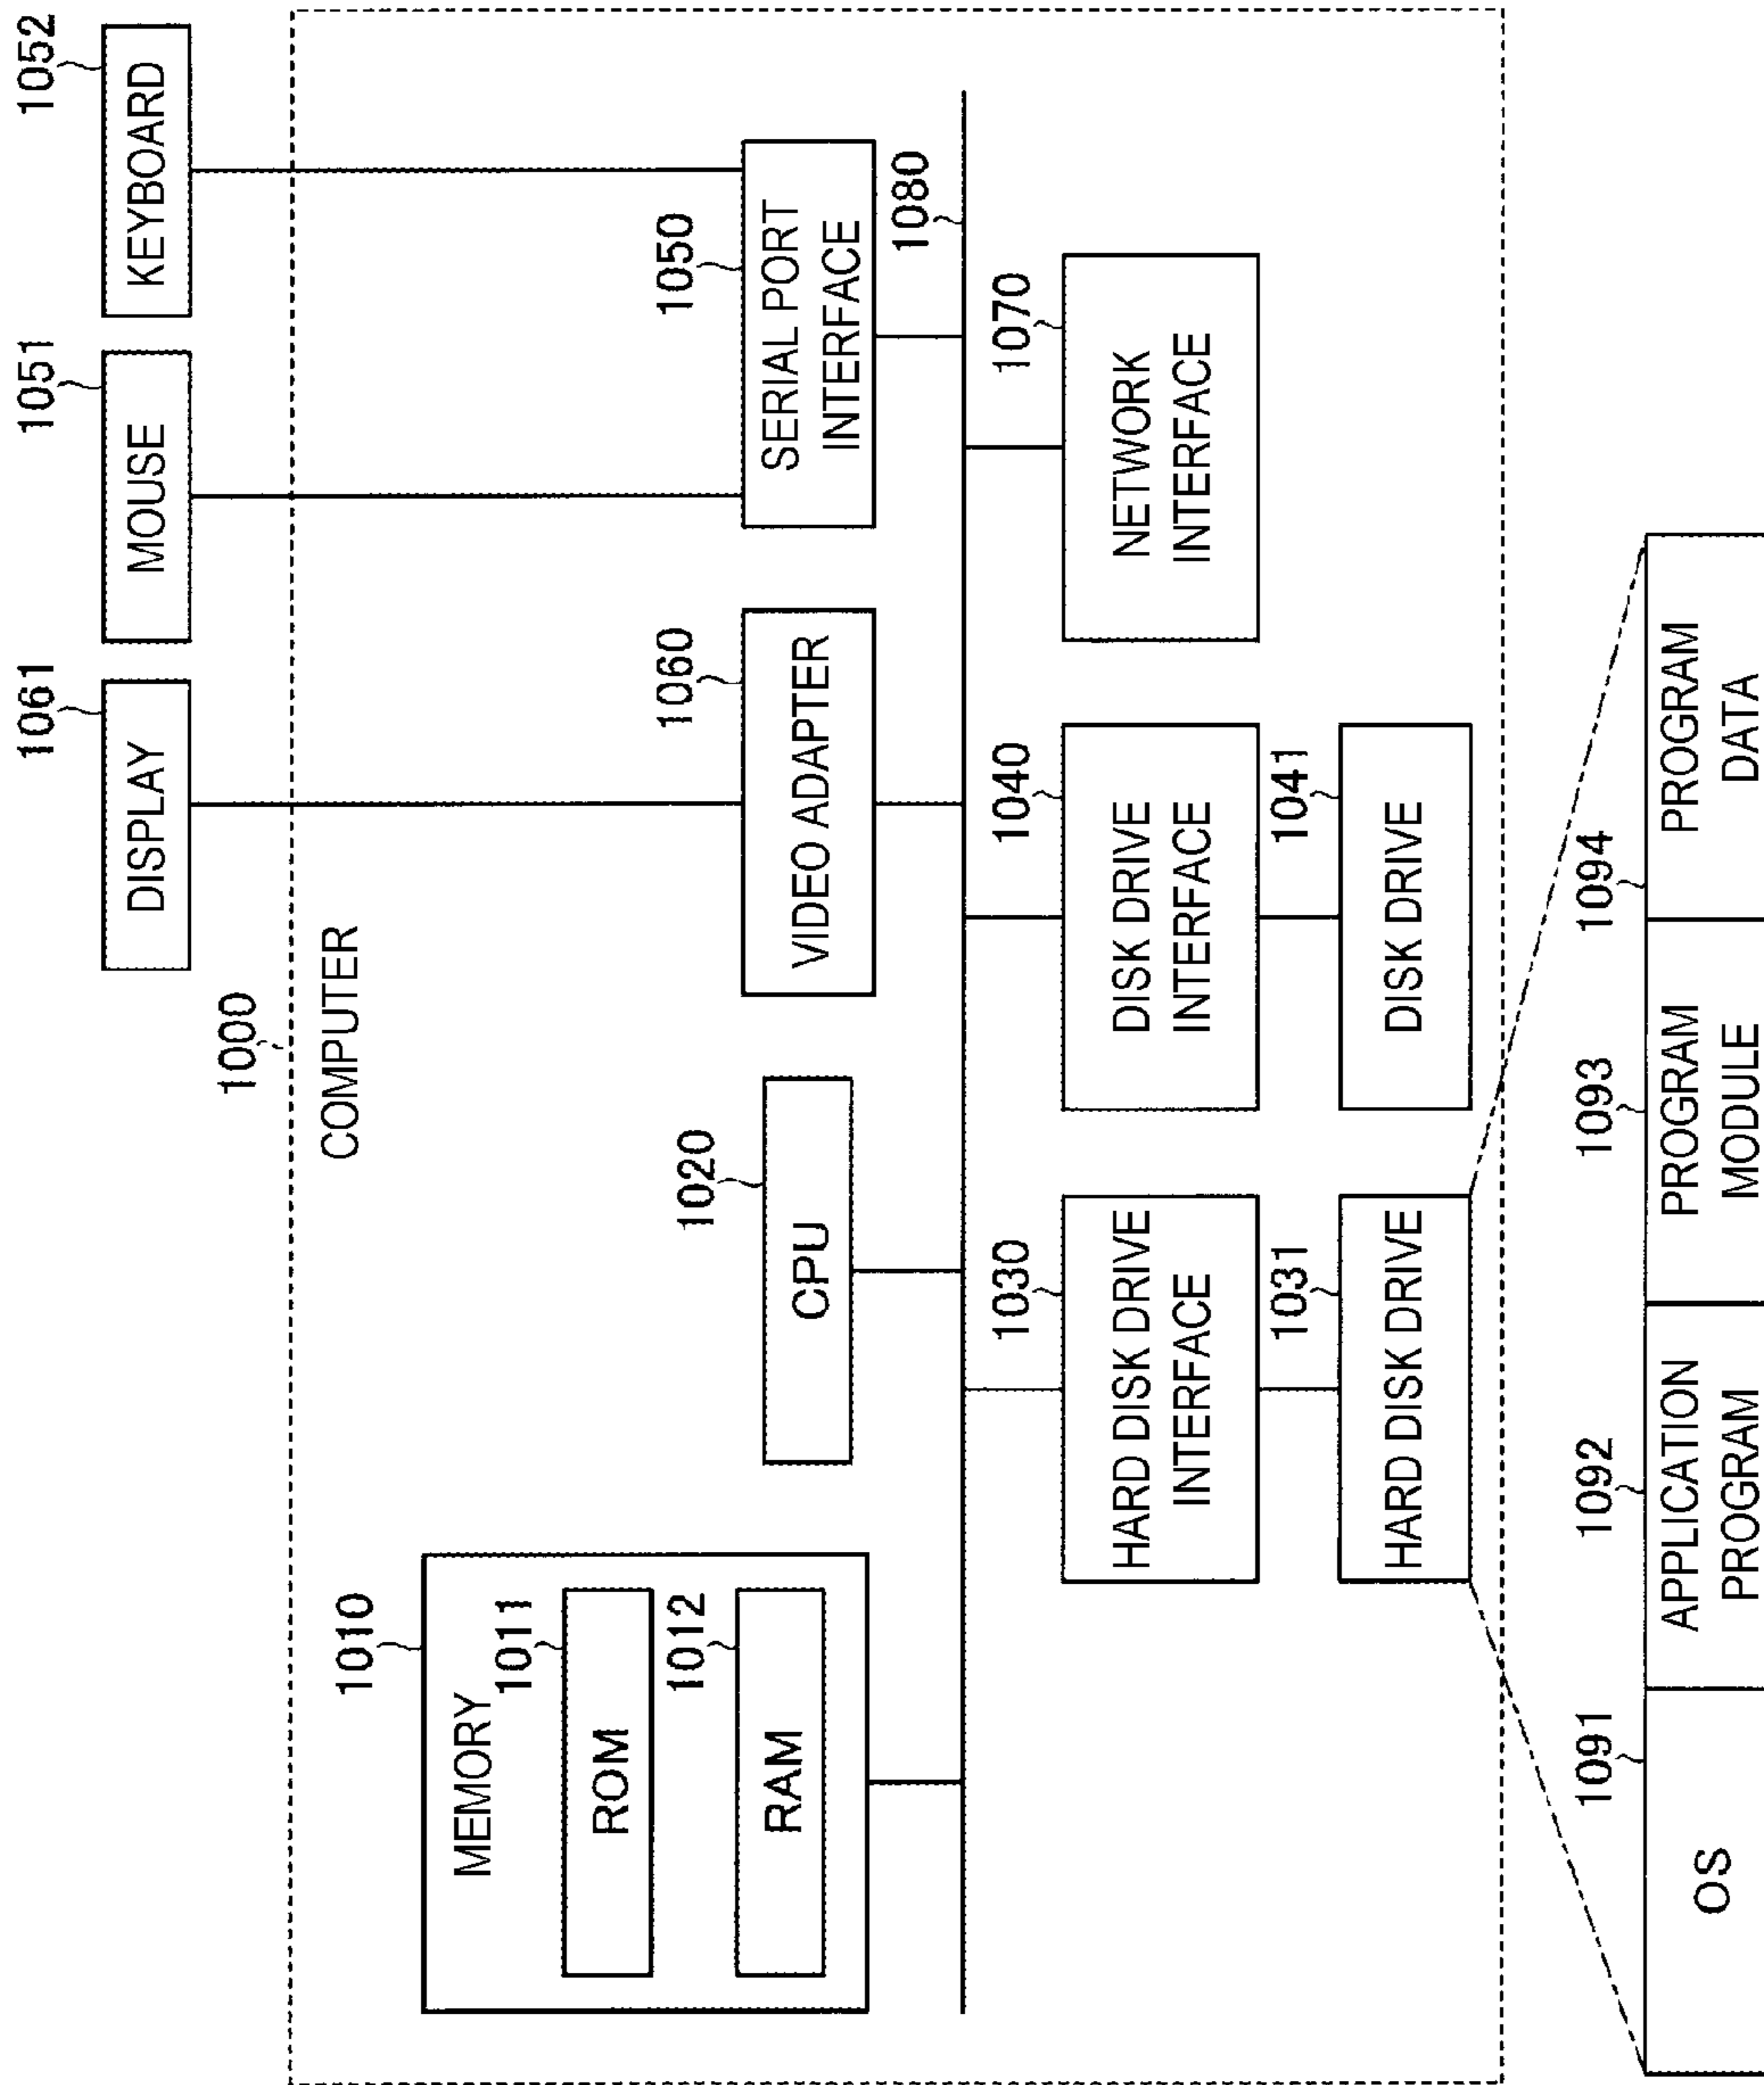 1061
DISPLAY
1051
MOUSE
1052
KEYBOARD
1000
COMPUTER
1010
MEMORY
1011
ROM
1012
RAM
1020
CPU
1060
VIDEO ADAPTER
1050
SERIAL PORT
INTERFACE
1080
1030
HARD DISK DRIVE
INTERFACE
1040
DISK DRIVE
INTERFACE
1070
NETWORK
INTERFACE
1031
HARD DISK DRIVE
1041
DISK DRIVE
1091
OS
1092
APPLICATION
PROGRAM
1093
PROGRAM
MODULE
1094
PROGRAM
DATA